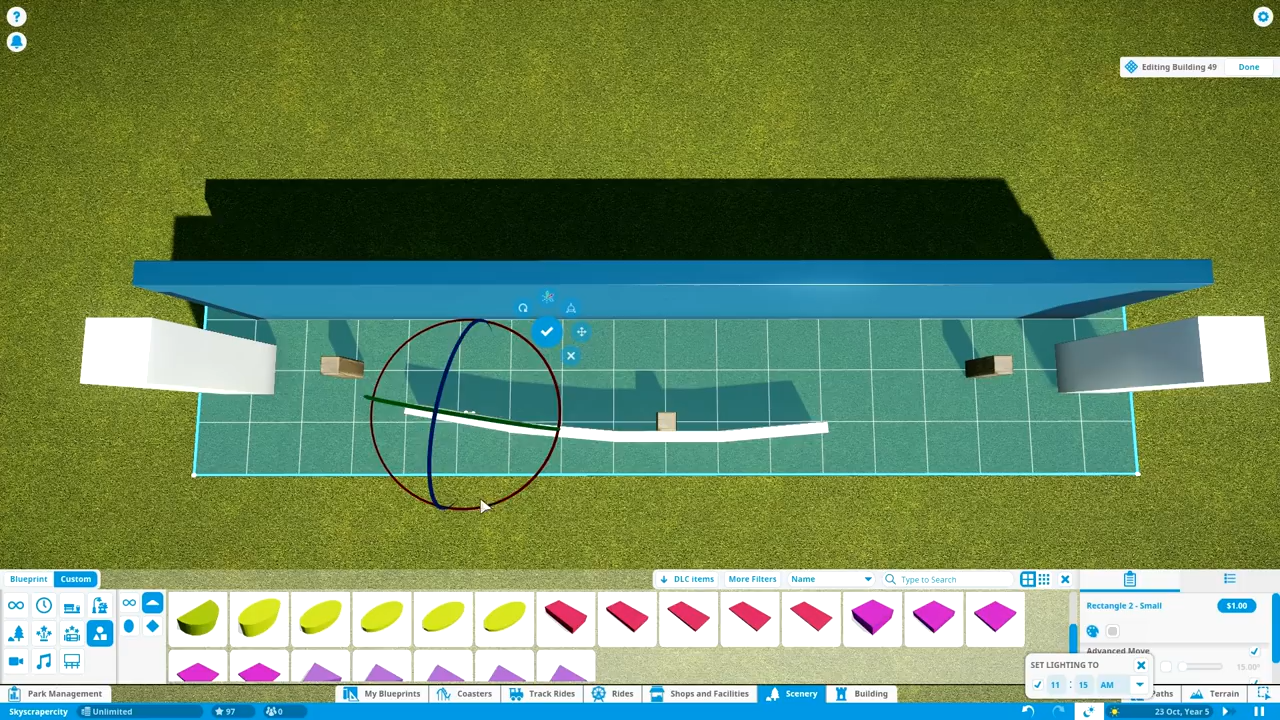 ?
Editing Building 49 Done
Blueprint Custom
DLC items More Filters Name Type to Search
Rectangle 2 - Small $1.00
Advanced Move
15.00°
SET LIGHTING TO
11 : 15 AM
Park Management My Blueprints Coasters Track Rides Rides Shops and Facilities Scenery Building Paths Terrain
Skyscrapercity Unlimited 97 0 23 Oct, Year 5